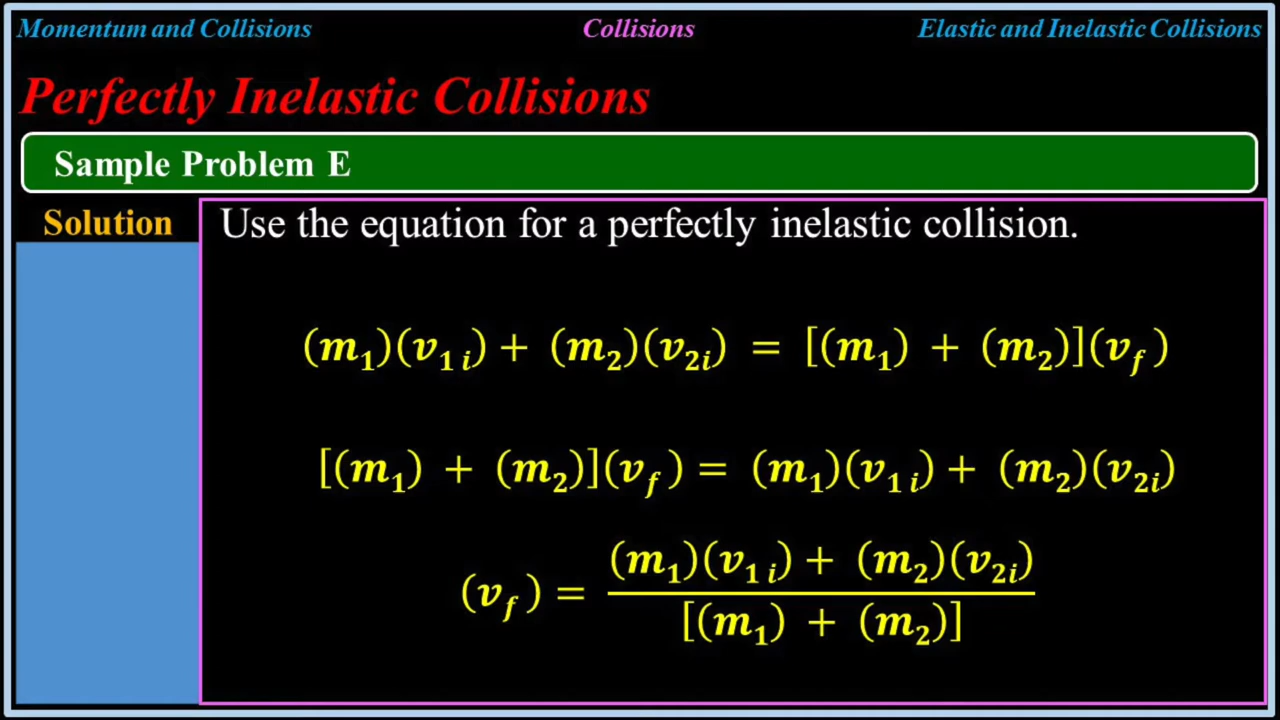 Momentum and Collisions Collisions Elastic and Inelastic Collisions
Perfectly Inelastic Collisions
Sample Problem E
Solution
Use the equation for a perfectly inelastic collision.
(m₁)(v₁ᵢ) + (m₂)(v₂ᵢ) = [(m₁) + (m₂)](v_f)
[(m₁) + (m₂)](v_f) = (m₁)(v₁ᵢ) + (m₂)(v₂ᵢ)
(v_f) = (m₁)(v₁ᵢ) + (m₂)(v₂ᵢ)
[(m₁) + (m₂)]